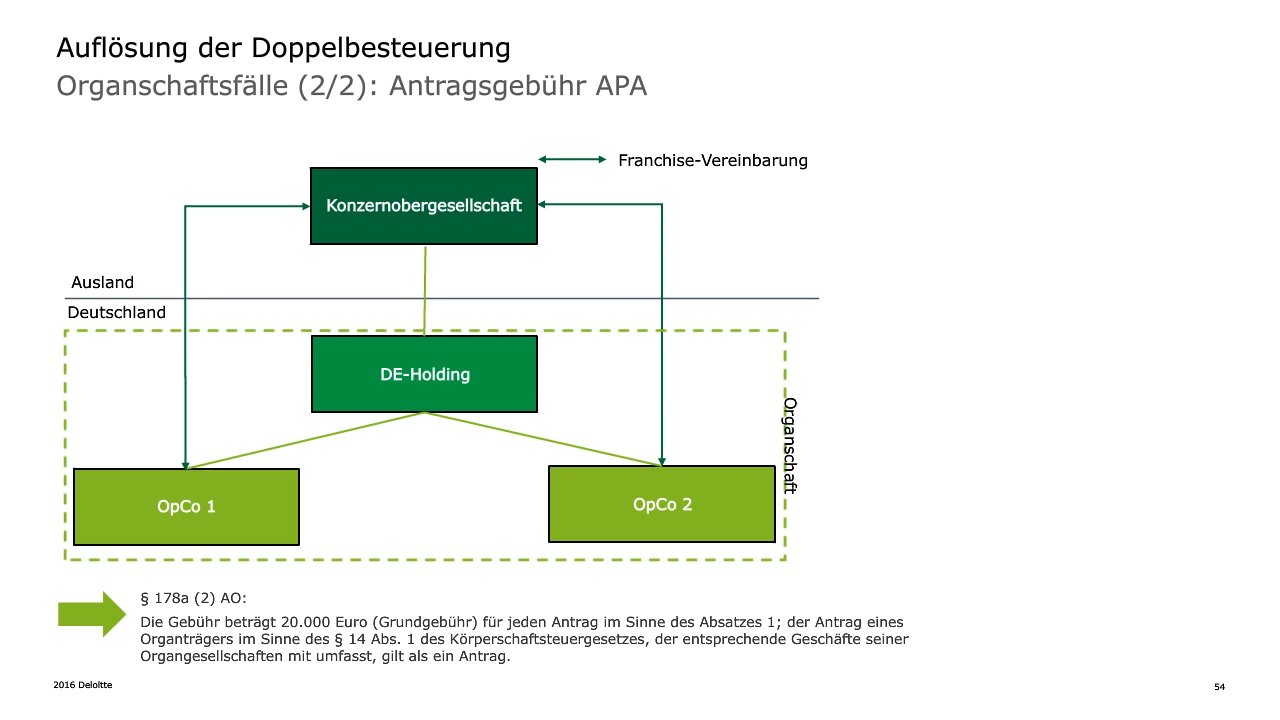 Auflösung der Doppelbesteuerung
Organschaftsfälle (2/2): Antragsgebühr APA
Franchise-Vereinbarung
Konzernobergesellschaft
Ausland
Deutschland
DE-Holding
Organschaft
OpCo 1
OpCo 2
§ 178a (2) AO:
Die Gebühr beträgt 20.000 Euro (Grundgebühr) für jeden Antrag im Sinne des Absatzes 1; der Antrag eines
Organträgers im Sinne des § 14 Abs. 1 des Körperschaftsteuergesetzes, der entsprechende Geschäfte seiner
Organgesellschaften mit umfasst, gilt als ein Antrag.
2016 Deloitte
54